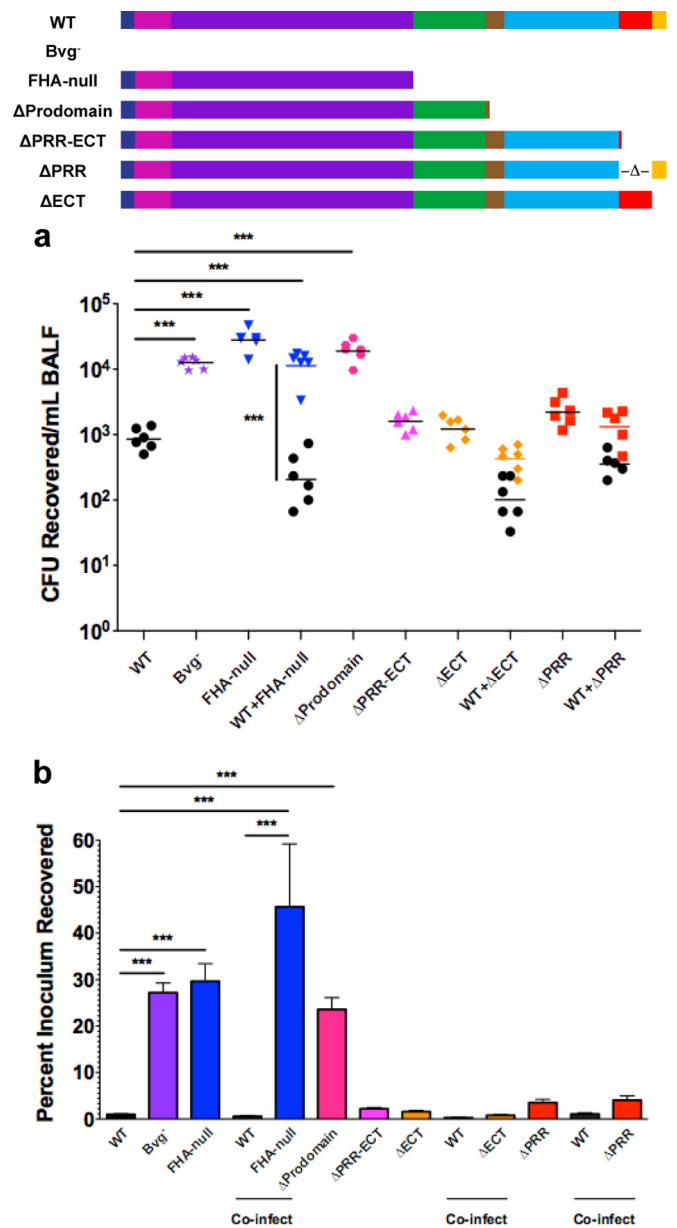 WT
Bvg-
FHA-null
ΔProdomain
ΔPRR-ECT
ΔPRR
-Δ-
ΔECT
a
***
***
***
***
***
CFU Recovered/mL BALF
10⁵
10⁴
10³
10²
10¹
10⁰
WT
Bvg-
FHA-null
WT+FHA-null
ΔProdomain
ΔPRR-ECT
ΔECT
WT+ΔECT
ΔPRR
WT+ΔPRR
b
***
***
***
***
***
Percent Inoculum Recovered
60
50
40
30
20
10
0
WT
Bvg-
FHA-null
WT
FHA-null
ΔProdomain
ΔPRR-ECT
ΔECT
WT
ΔECT
ΔPRR
WT
ΔPRR
Co-infect
Co-infect
Co-infect